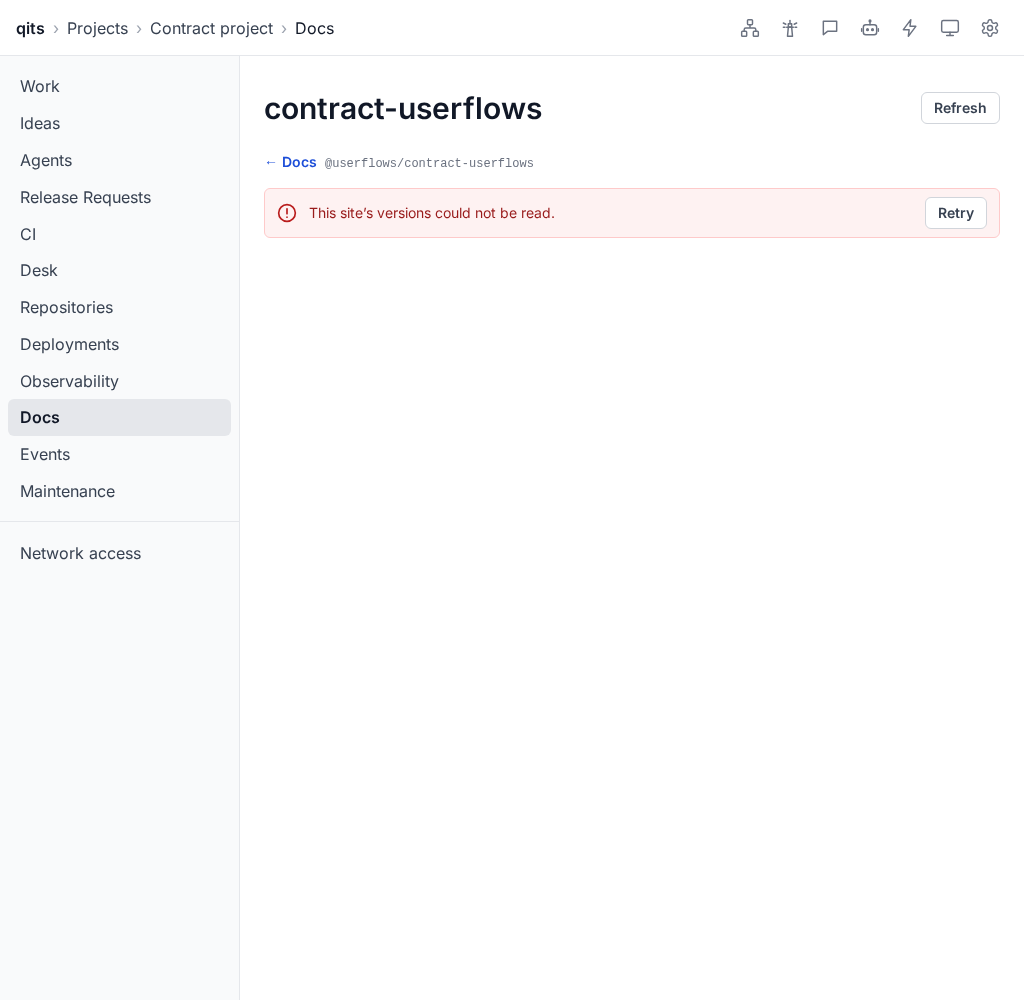 qits › Projects › Contract project › Docs
Work
Ideas
Agents
Release Requests
CI
Desk
Repositories
Deployments
Observability
Docs
Events
Maintenance
Network access
contract-userflows
Refresh
← Docs @userflows/contract-userflows
This site’s versions could not be read.
Retry